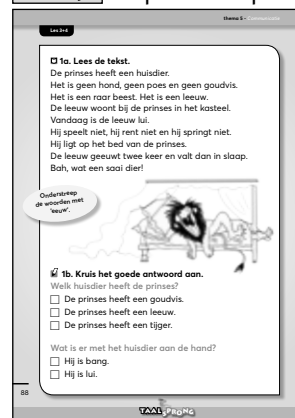 thema 5 - Communicatie
Les 3+4
1a. Lees de tekst.
De prinses heeft een huisdier.
Het is geen hond, geen poes en geen goudvis.
Het is een raar beest. Het is een leeuw.
De leeuw woont bij de prinses in het kasteel.
Vandaag is de leeuw lui.
Hij speelt niet, hij rent niet en hij springt niet.
Hij ligt op het bed van de prinses.
De leeuw geeuwt twee keer en valt dan in slaap.
Bah, wat een saai dier!
Onderstreep
de woorden met
'eeuw'.
1b. Kruis het goede antwoord aan.
Welk huisdier heeft de prinses?
De prinses heeft een goudvis.
De prinses heeft een leeuw.
De prinses heeft een tijger.
Wat is er met het huisdier aan de hand?
Hij is bang.
Hij is lui.
88
TAALSPRONG